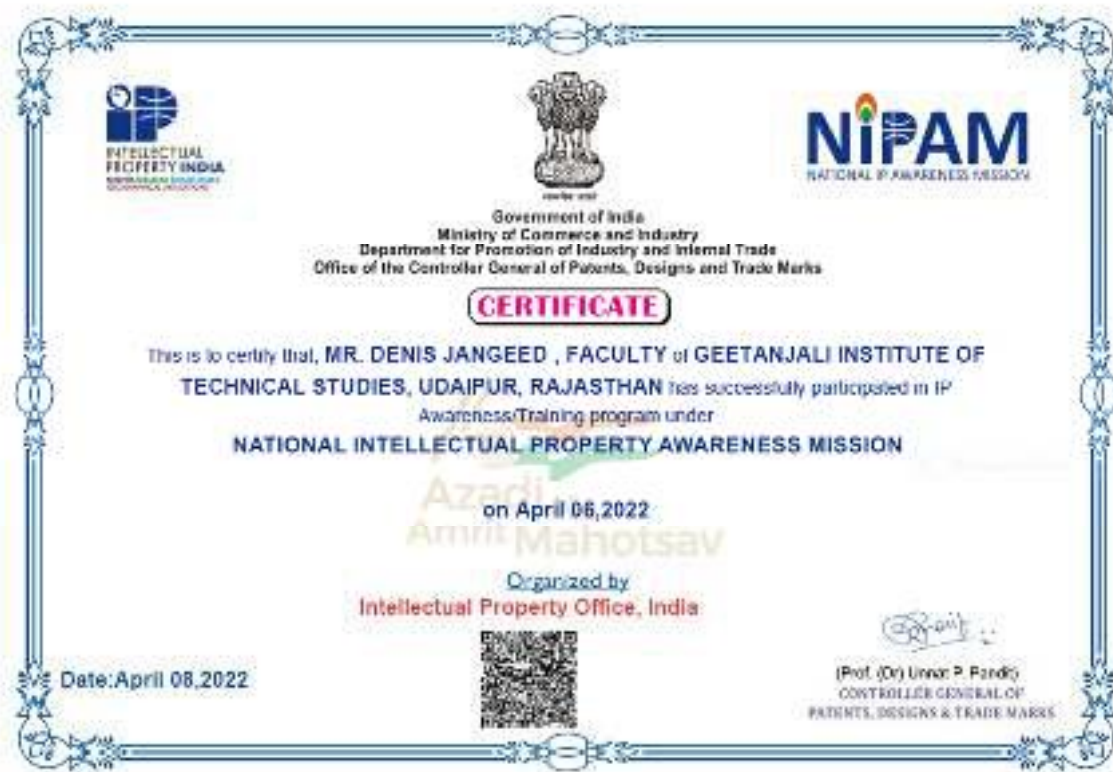 iP
INTELLECTUAL
PROPERTY INDIA
NiPAM
NATIONAL IP AWARENESS MISSION
Government of India
Ministry of Commerce and Industry
Department for Promotion of Industry and Internal Trade
Office of the Controller General of Patents, Designs and Trade Marks
CERTIFICATE
This is to certify that, MR. DENIS JANGEED , FACULTY of GEETANJALI INSTITUTE OF
TECHNICAL STUDIES, UDAIPUR, RAJASTHAN has successfully participated in IP
Awareness/Training program under
NATIONAL INTELLECTUAL PROPERTY AWARENESS MISSION
Azadi
Amrit Mahotsav
on April 06,2022
Organized by
Intellectual Property Office, India
Date:April 08,2022
(Prof. (Dr) Unnat P. Pandit)
CONTROLLER GENERAL OF
PATENTS, DESIGNS & TRADE MARKS